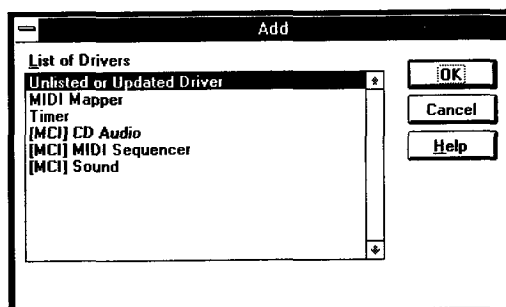 Add
List of Drivers
Unlisted or Updated Driver
MIDI Mapper
Timer
[MCI] CD Audio
[MCI] MIDI Sequencer
[MCI] Sound
OK
Cancel
Help